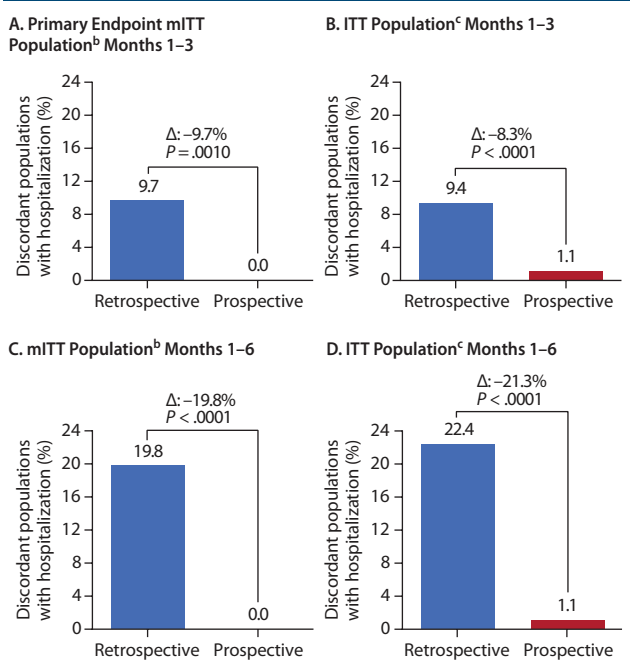 A. Primary Endpoint mITT
Populationᵇ Months 1–3
Discordant populations
with hospitalization (%)
24
20
16
12
8
4
0
Δ: –9.7%
P = .0010
9.7
0.0
Retrospective Prospective
B. ITT Populationᶜ Months 1–3
Discordant populations
with hospitalization (%)
24
20
16
12
8
4
0
Δ: –8.3%
P < .0001
9.4
1.1
Retrospective Prospective
C. mITT Populationᵇ Months 1–6
Discordant populations
with hospitalization (%)
24
20
16
12
8
4
0
Δ: –19.8%
P < .0001
19.8
0.0
Retrospective Prospective
D. ITT Populationᶜ Months 1–6
Discordant populations
with hospitalization (%)
24
20
16
12
8
4
0
Δ: –21.3%
P < .0001
22.4
1.1
Retrospective Prospective